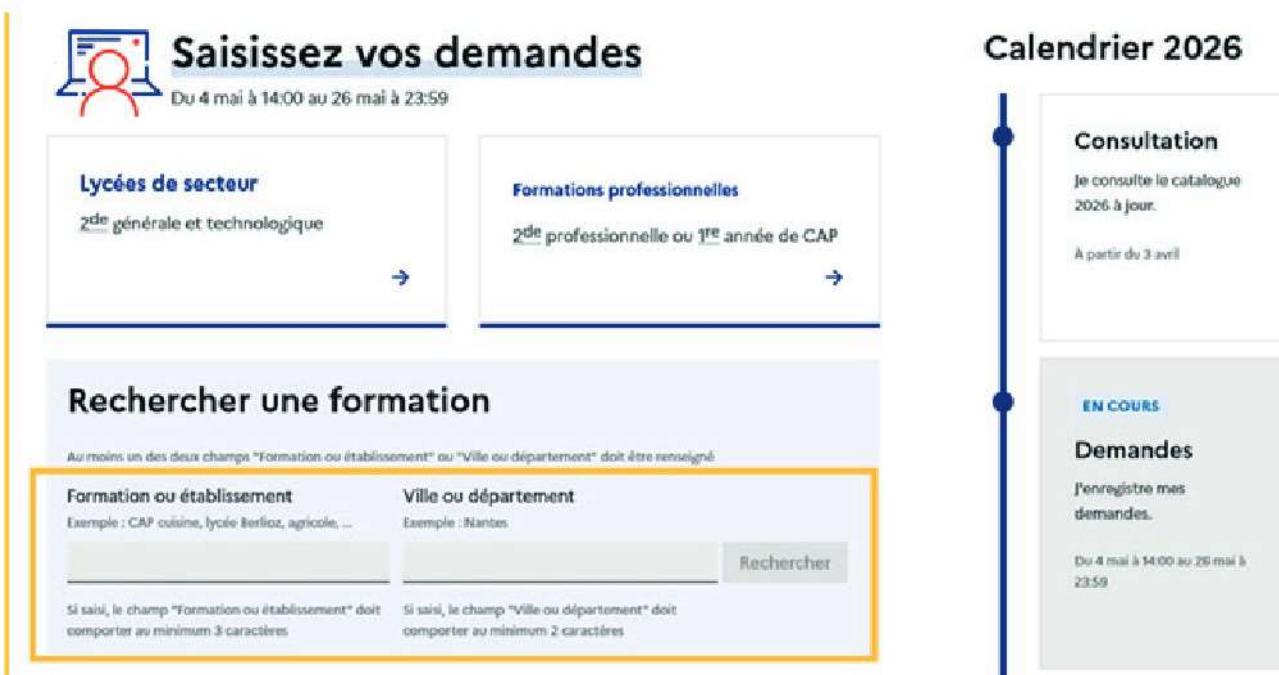 Saisissez vos demandes
Du 4 mai à 14:00 au 26 mai à 23:59
Lycées de secteur
2de générale et technologique
Formations professionnelles
2de professionnelle ou 1re année de CAP
Rechercher une formation
Au moins un des deux champs "Formation ou établissement" ou "Ville ou département" doit être renseigné
Formation ou établissement
Exemple : CAP cuisine, lycée Berlioz, agricole, ...
Si saisi, le champ "Formation ou établissement" doit
comporter au minimum 3 caractères
Ville ou département
Exemple : Nantes
Si saisi, le champ "Ville ou département" doit
comporter au minimum 2 caractères
Rechercher
Calendrier 2026
Consultation
Je consulte le catalogue
2026 à jour.
À partir du 3 avril
EN COURS
Demandes
J'enregistre mes
demandes.
Du 4 mai à 14:00 au 26 mai à
23:59